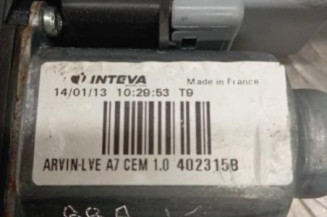 INTEVA Made in France
14/01/13 10:29:53 T9
ARVIN-LVE A7 CEM 1.0 402315B